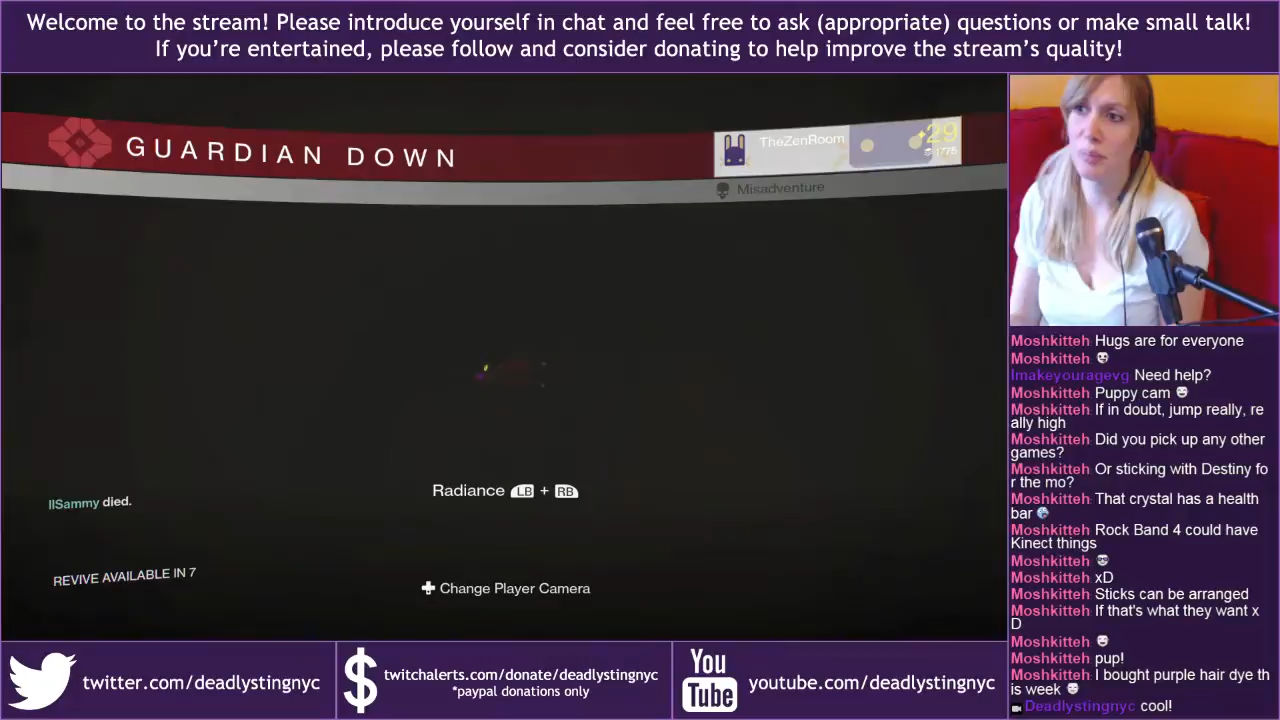 Welcome to the stream! Please introduce yourself in chat and feel free to ask (appropriate) questions or make small talk!
If you're entertained, please follow and consider donating to help improve the stream's quality!
GUARDIAN DOWN
TheZenRoom
29
1775
Misadventure
Radiance LB + RB
IISammy died.
REVIVE AVAILABLE IN 7
Change Player Camera
Moshkitteh Hugs are for everyone
Moshkitteh
Imakeyouragevg Need help?
Moshkitteh Puppy cam
Moshkitteh If in doubt, jump really, re
ally high
Moshkitteh Did you pick up any other
games?
Moshkitteh Or sticking with Destiny fo
r the mo?
Moshkitteh That crystal has a health
bar
Moshkitteh Rock Band 4 could have
Kinect things
Moshkitteh
Moshkitteh xD
Moshkitteh Sticks can be arranged
Moshkitteh If that's what they want x
D
Moshkitteh
Moshkitteh pup!
Moshkitteh I bought purple hair dye th
is week
Deadlystingnyc cool!
twitter.com/deadlystingnyc
$
twitchalerts.com/donate/deadlystingnyc
*paypal donations only
You
Tube
youtube.com/deadlystingnyc